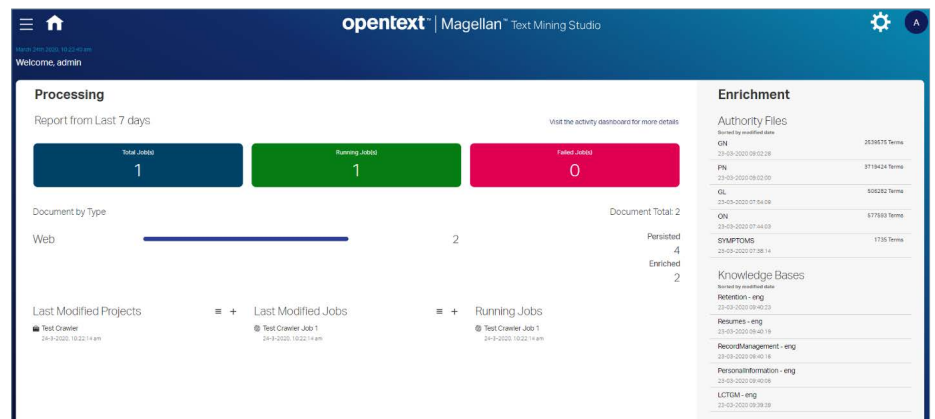 opentext™ | Magellan™ Text Mining Studio
A
March 24th 2020, 10:22:40 am
Welcome, admin
Processing
Report from Last 7 days
Visit the activity dashboard for more details
Total Job(s)
1
Running Job(s)
1
Failed Job(s)
0
Document by Type
Document Total: 2
Web
2
Persisted
4
Enriched
2
Last Modified Projects
Test Crawler
24-3-2020, 10:22:14 am
Last Modified Jobs
Test Crawler Job 1
24-3-2020, 10:22:14 am
Running Jobs
Test Crawler Job 1
24-3-2020, 10:22:14 am
Enrichment
Authority Files
Sorted by modified date
GN 2639575 Terms
23-03-2020 09:02:28
PN 3719424 Terms
23-03-2020 08:02:00
GL 506282 Terms
23-03-2020 07:54:08
ON 577593 Terms
23-03-2020 07:44:03
SYMPTOMS 1735 Terms
23-03-2020 07:38:14
Knowledge Bases
Sorted by modified date
Retention - eng
23-03-2020 09:40:23
Resumes - eng
23-03-2020 09:40:19
RecordManagement - eng
23-03-2020 09:40:16
PersonalInformation - eng
23-03-2020 09:40:06
LCTGM - eng
23-03-2020 09:39:38